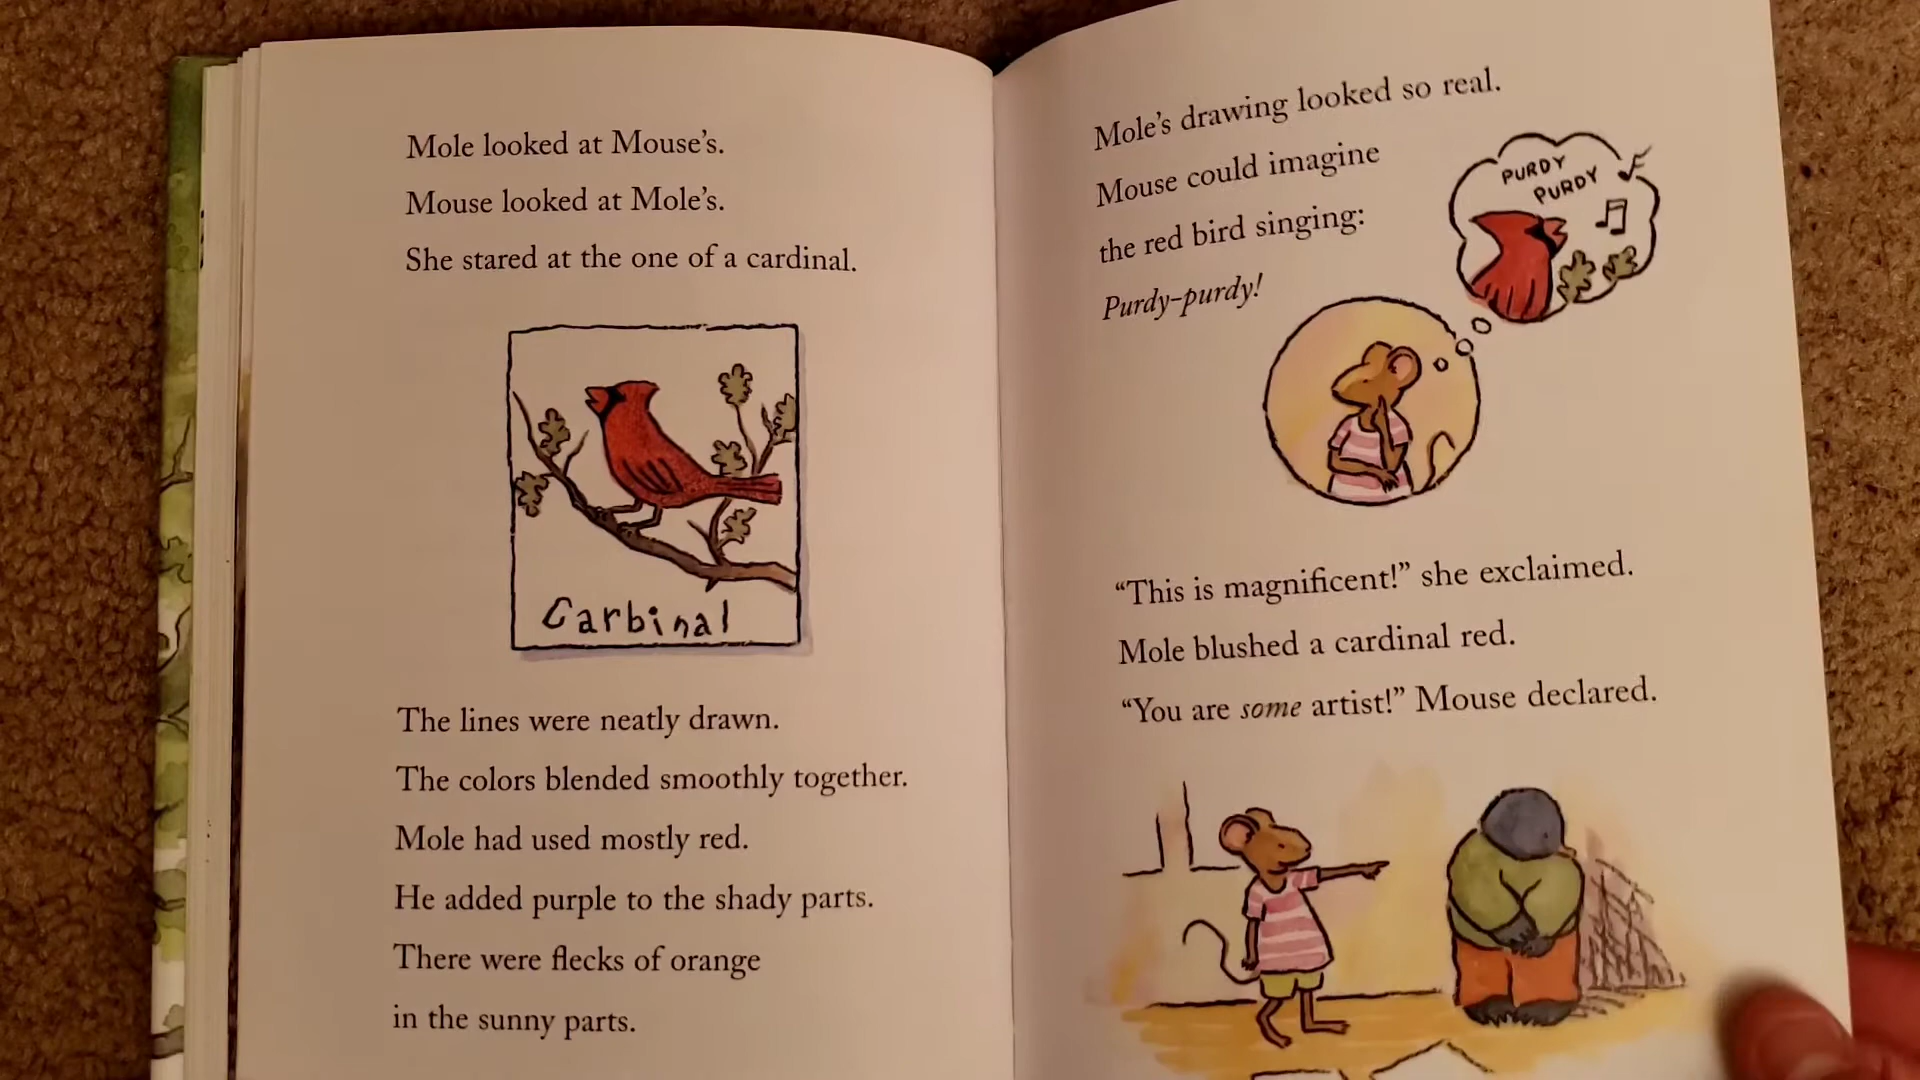 Mole looked at Mouse’s.
Mouse looked at Mole’s.
She stared at the one of a cardinal.
Carbinal
The lines were neatly drawn.
The colors blended smoothly together.
Mole had used mostly red.
He added purple to the shady parts.
There were flecks of orange
in the sunny parts.
Mole’s drawing looked so real.
Mouse could imagine
the red bird singing:
Purdy–purdy!
PURDY
PURDY
“This is magnificent!” she exclaimed.
Mole blushed a cardinal red.
“You are some artist!” Mouse declared.